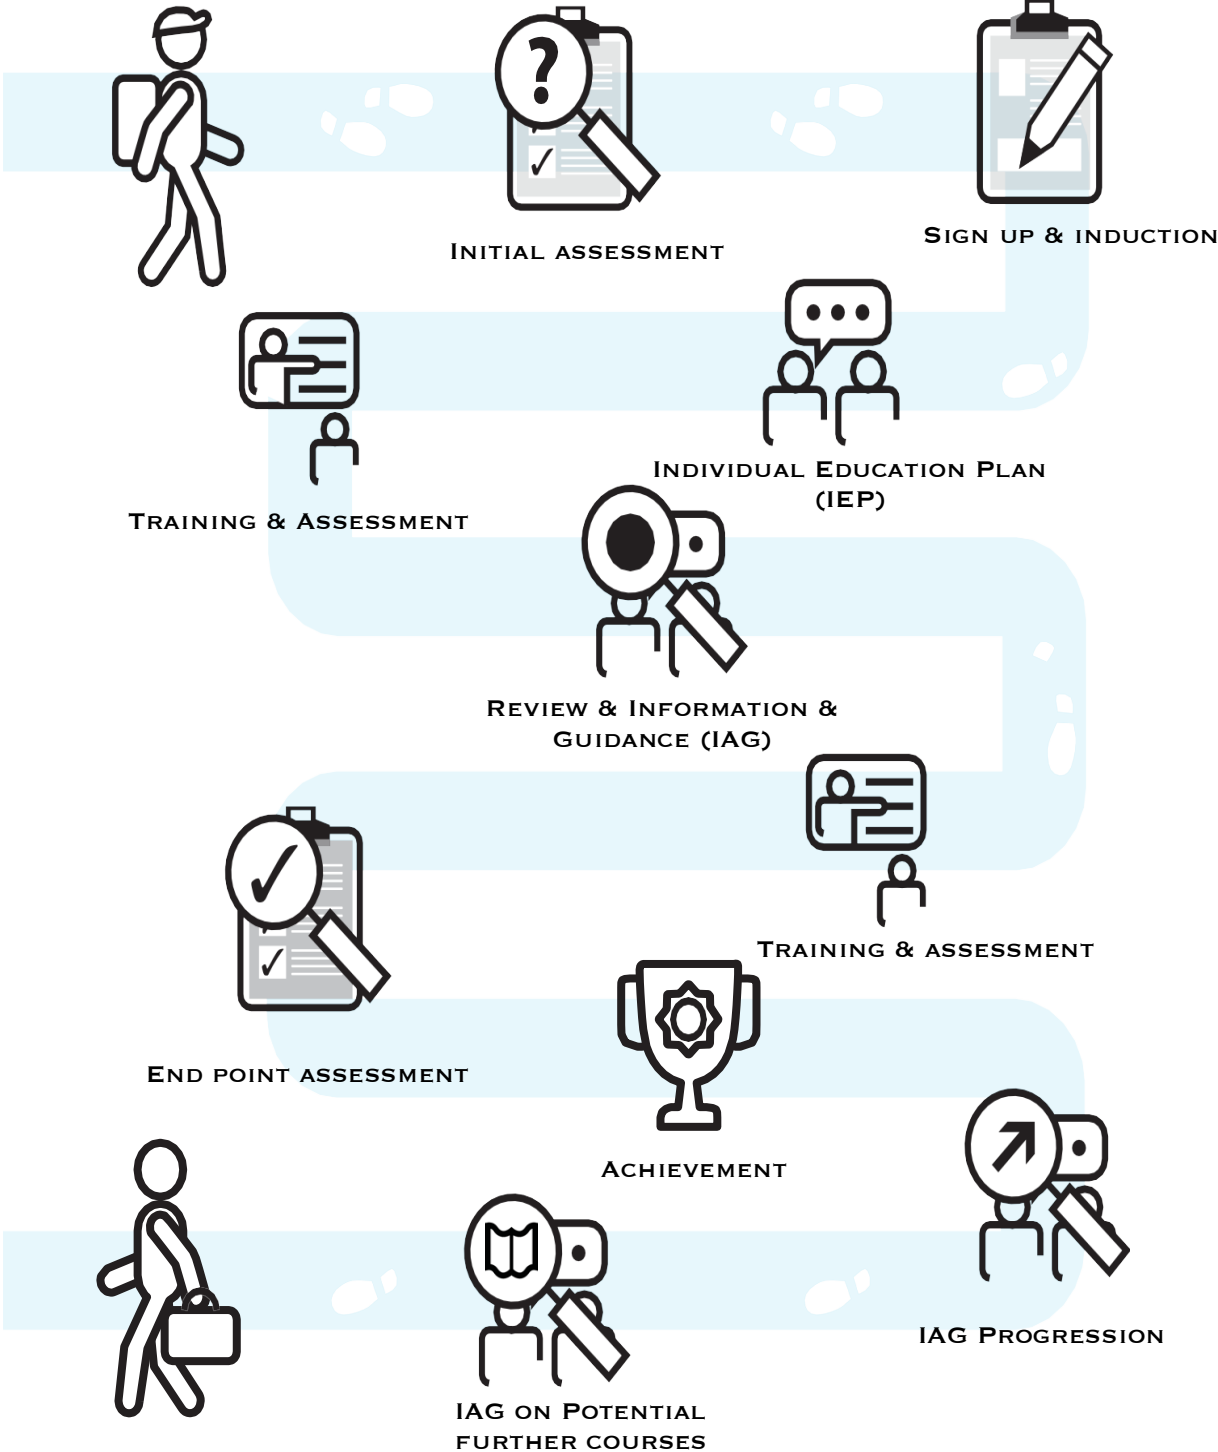 Initial assessment
Sign up & induction
Individual Education Plan
(IEP)
Training & Assessment
Review & Information &
Guidance (IAG)
Training & assessment
End point assessment
Achievement
IAG Progression
IAG on Potential
further courses